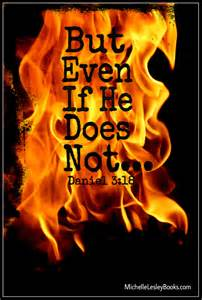 But,
Even
If He
Does
Not...
Daniel 3:18
MichelleLesleyBooks.com